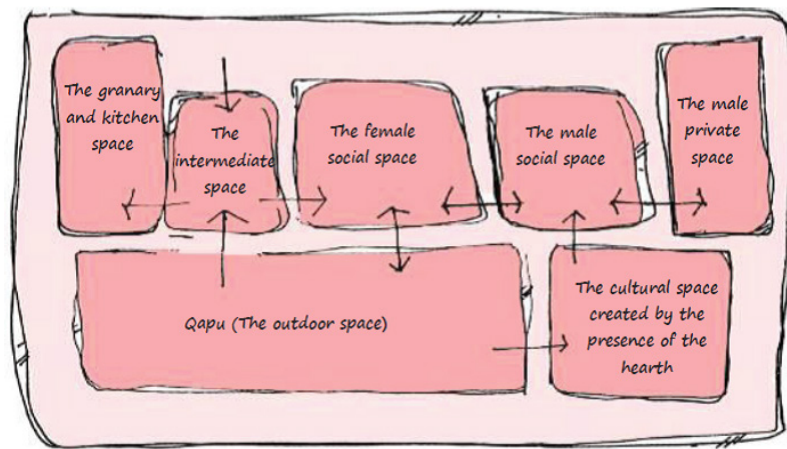 The granary
and kitchen
space
The
intermediate
space
The female
social space
The male
social space
The male
private
space
Qapu (The outdoor space)
The cultural space
created by the
presence of the
hearth